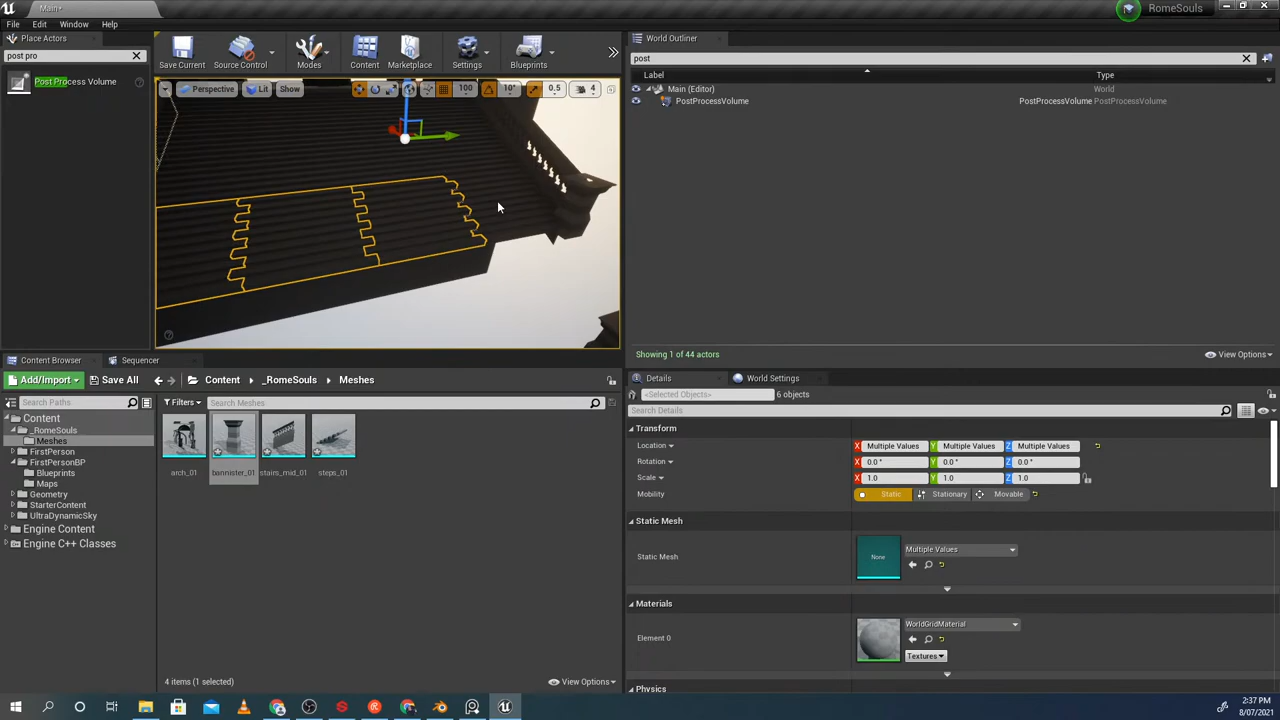 Main*
RomeSouls
File Edit Window Help
Place Actors
post pro
Post Process Volume
Save Current
Source Control
Modes
Content
Marketplace
Settings
Blueprints
Perspective
Lit
Show
100
10°
0.5
4
World Outliner
post
Label
Type
Main (Editor)
World
PostProcessVolume
PostProcessVolume PostProcessVolume
Showing 1 of 44 actors
View Options
Content Browser
Sequencer
Add/Import
Save All
Content
_RomeSouls
Meshes
Search Paths
Filters
Search Meshes
Content
_RomeSouls
Meshes
FirstPerson
FirstPersonBP
Blueprints
Maps
Geometry
StarterContent
UltraDynamicSky
Engine Content
Engine C++ Classes
arch_01
bannister_01
stairs_mid_01
steps_01
4 items (1 selected)
View Options
Details
World Settings
<Selected Objects>
6 objects
Search Details
Transform
Location
X Multiple Values Y Multiple Values Z Multiple Values
Rotation
X 0.0 ° Y 0.0 ° Z 0.0 °
Scale
X 1.0 Y 1.0 Z 1.0
Mobility
Static
Stationary
Movable
Static Mesh
Static Mesh
None
Multiple Values
Materials
Element 0
WorldGridMaterial
Textures
Physics
2:37 PM
8/07/2021